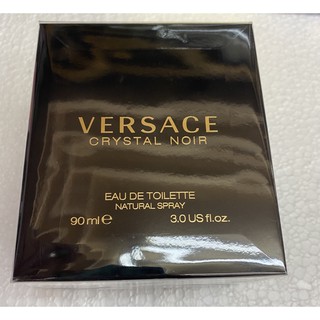 VERSACE
CRYSTAL NOIR
EAU DE TOILETTE
NATURAL SPRAY
90 ml ℮ 3.0 US fl.oz.